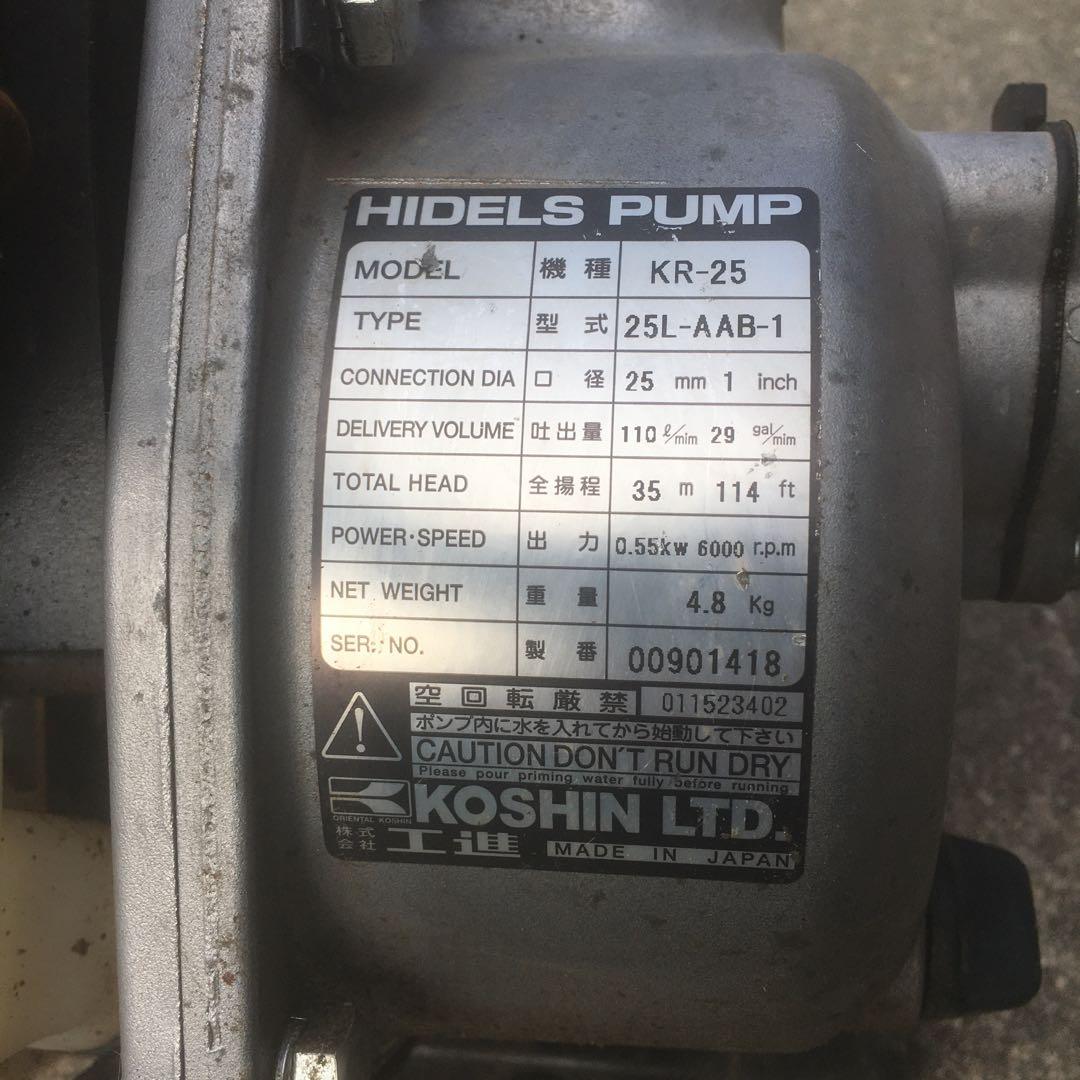 HIDELS PUMP
MODEL 機種 KR-25
TYPE 型式 25L-AAB-1
CONNECTION DIA 口径 25 mm 1 inch
DELIVERY VOLUME 吐出量 110 ℓ/mim 29 gal/mim
TOTAL HEAD 全揚程 35 m 114 ft
POWER·SPEED 出力 0.55kw 6000 r.p.m
NET WEIGHT 重量 4.8 Kg
SER. NO. 製番 00901418
空回転厳禁 011523402
ポンプ内に水を入れてから始動して下さい
CAUTION DON'T RUN DRY
Please pour priming water fully before running.
ORIENTAL KOSHIN
KOSHIN LTD.
株式会社 工進 MADE IN JAPAN